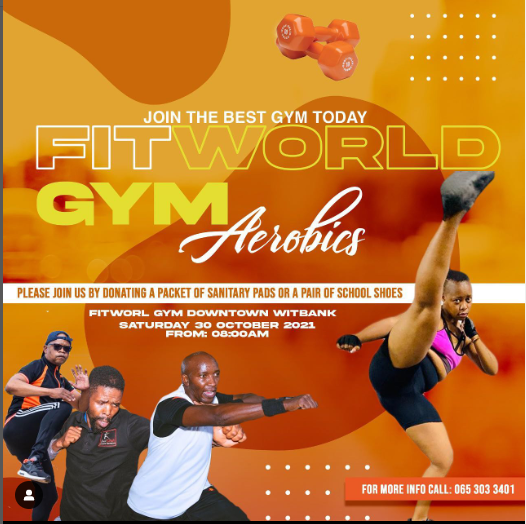 JOIN THE BEST GYM TODAY
FITWORLD
GYM
Aerobics
PLEASE JOIN US BY DONATING A PACKET OF SANITARY PADS OR A PAIR OF SCHOOL SHOES
FITWORL GYM DOWNTOWN WITBANK
SATURDAY 30 OCTOBER 2021
FROM: 08:00AM
FOR MORE INFO CALL: 065 303 3401